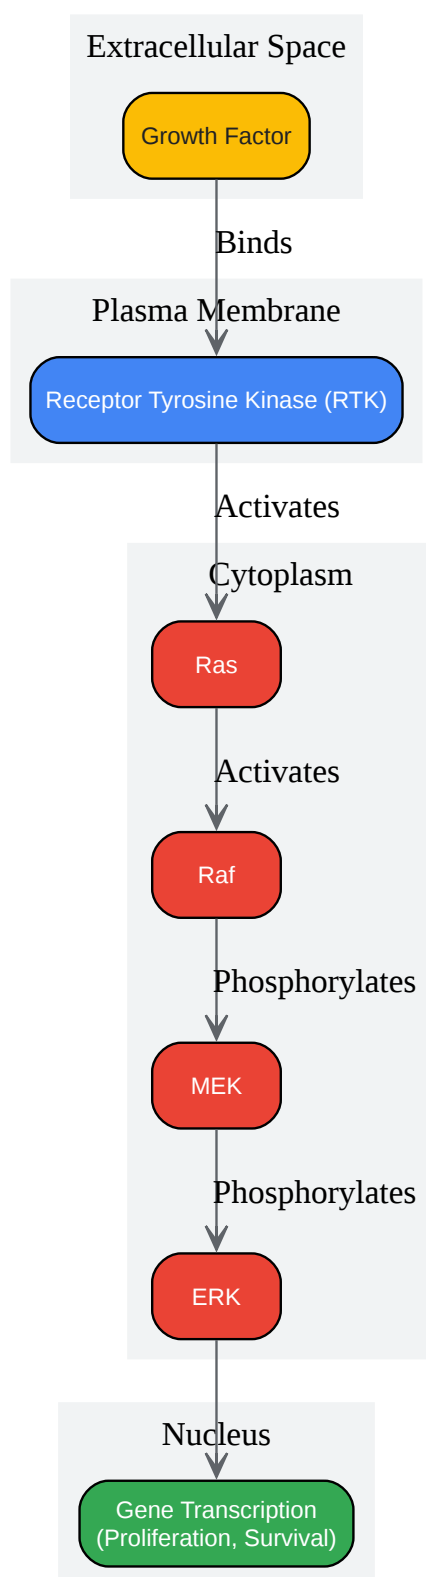 Extracellular Space
Growth Factor
Binds
Plasma Membrane
Receptor Tyrosine Kinase (RTK)
Activates
Cytoplasm
Ras
Activates
Raf
Phosphorylates
MEK
Phosphorylates
ERK
Nucleus
Gene Transcription
(Proliferation, Survival)